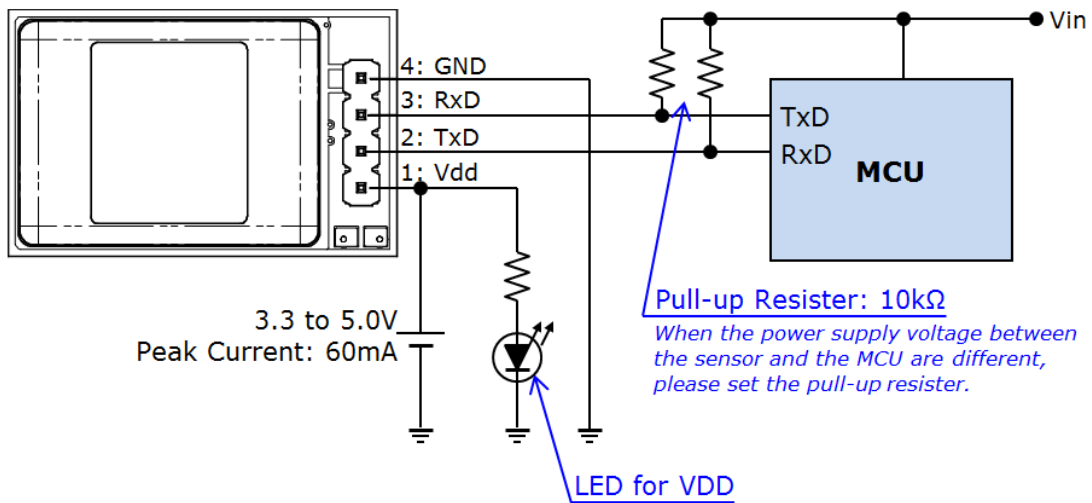 Vin
4: GND
3: RxD
2: TxD
1: Vdd
TxD
RxD
MCU
Pull-up Resister: 10kΩ
When the power supply voltage between
the sensor and the MCU are different,
please set the pull-up resister.
3.3 to 5.0V
Peak Current: 60mA
LED for VDD